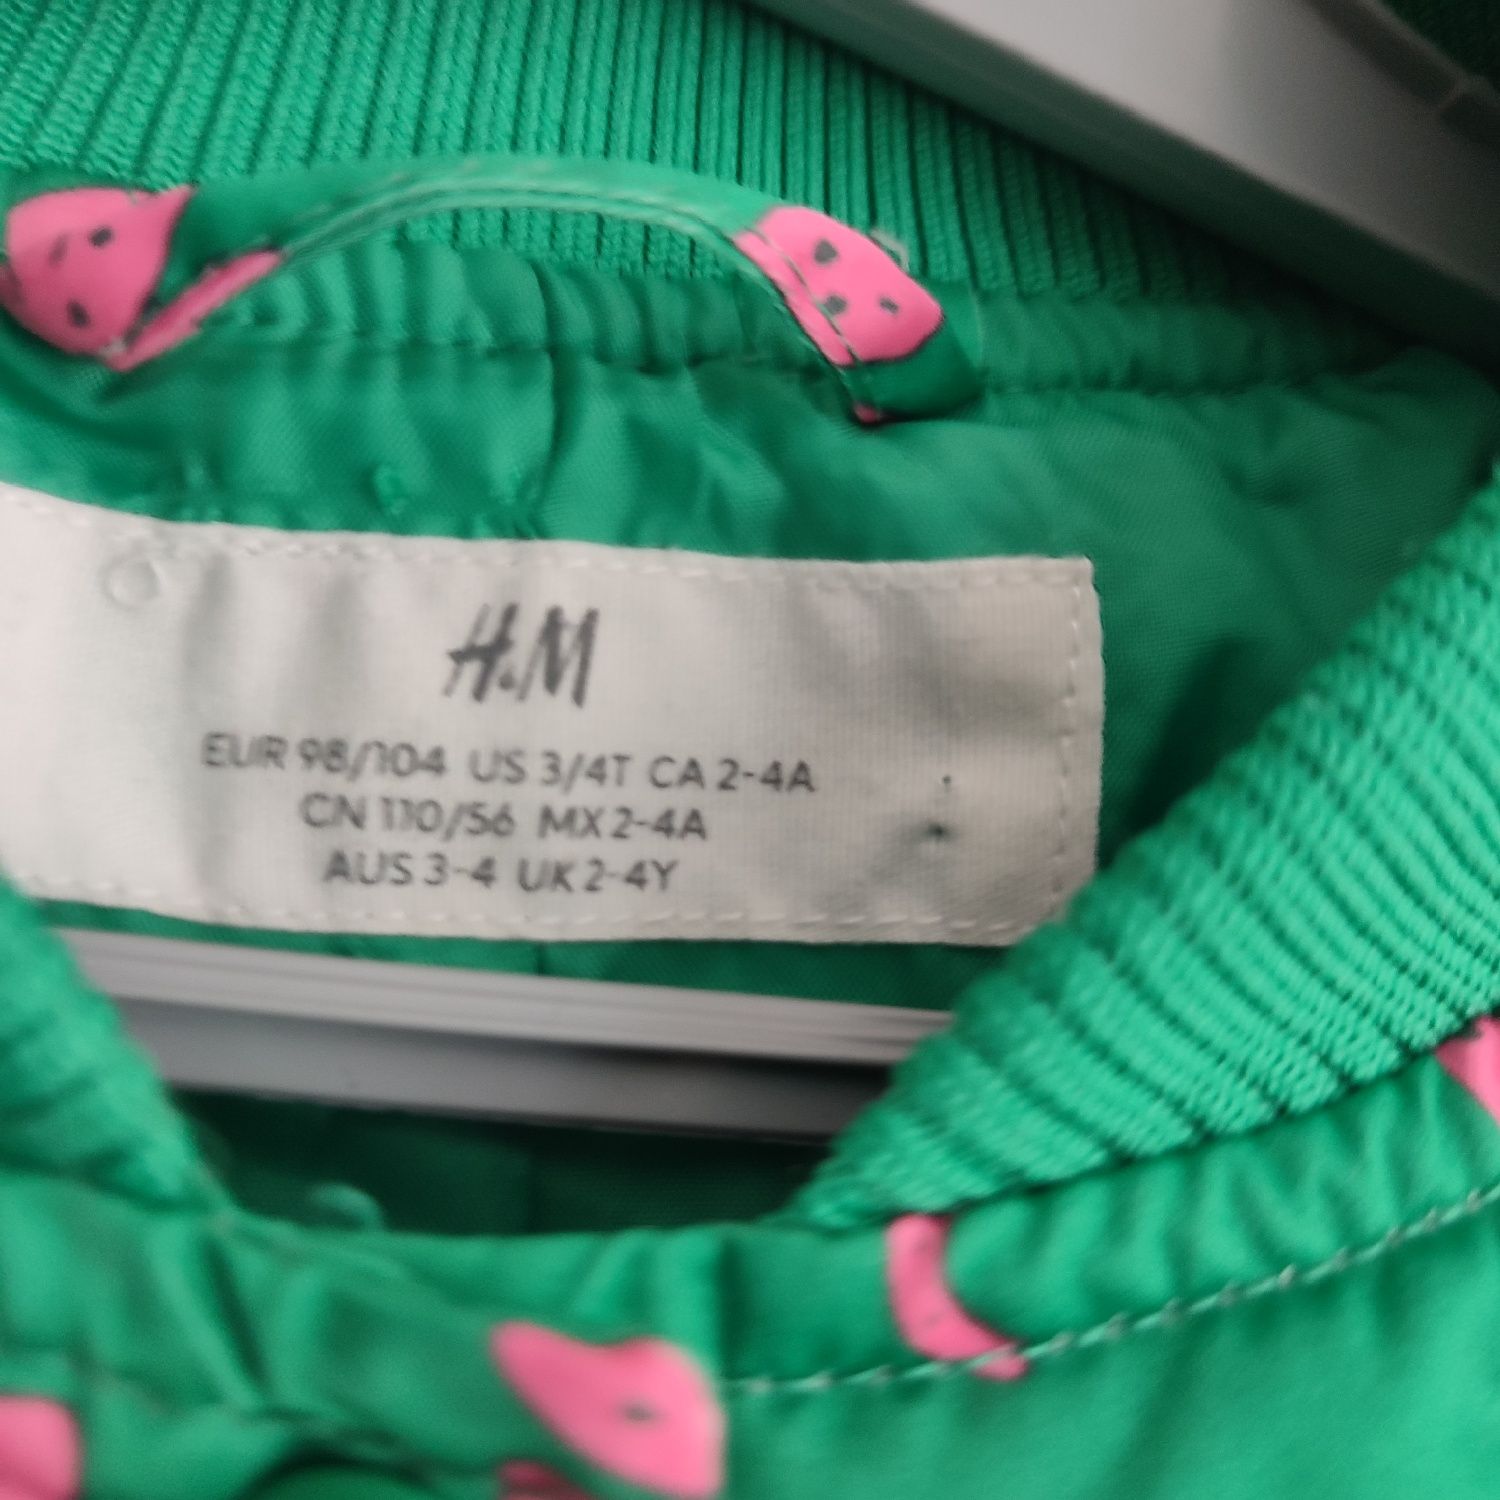 H&M
EUR 98/104 US 3/4T CA 2-4A
CN 110/56 MX 2-4A
AUS 3-4 UK 2-4Y